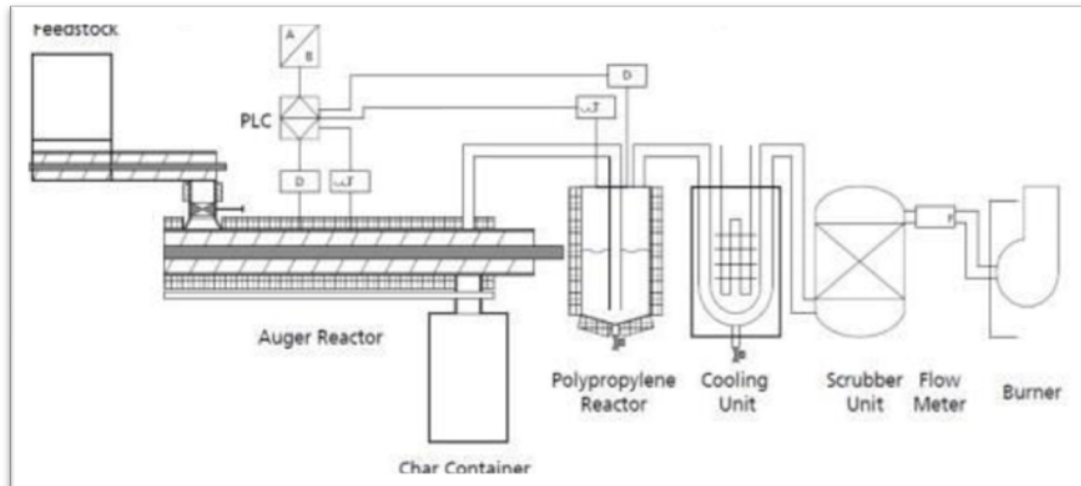 Feedstock
A
B
D
PLC
D
Auger Reactor
Polypropylene
Reactor
Cooling
Unit
Scrubber
Unit
Flow
Meter
Burner
Char Container